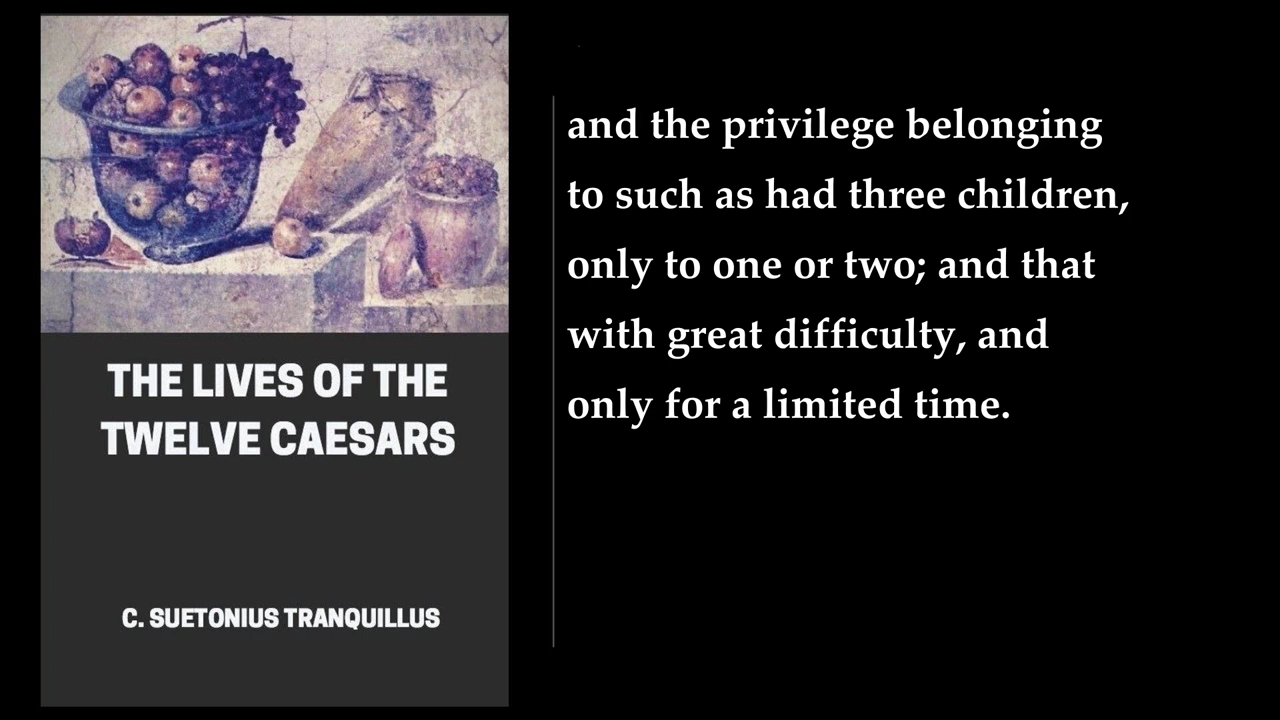 THE LIVES OF THE
TWELVE CAESARS
C. SUETONIUS TRANQUILLUS
and the privilege belonging
to such as had three children,
only to one or two; and that
with great difficulty, and
only for a limited time.